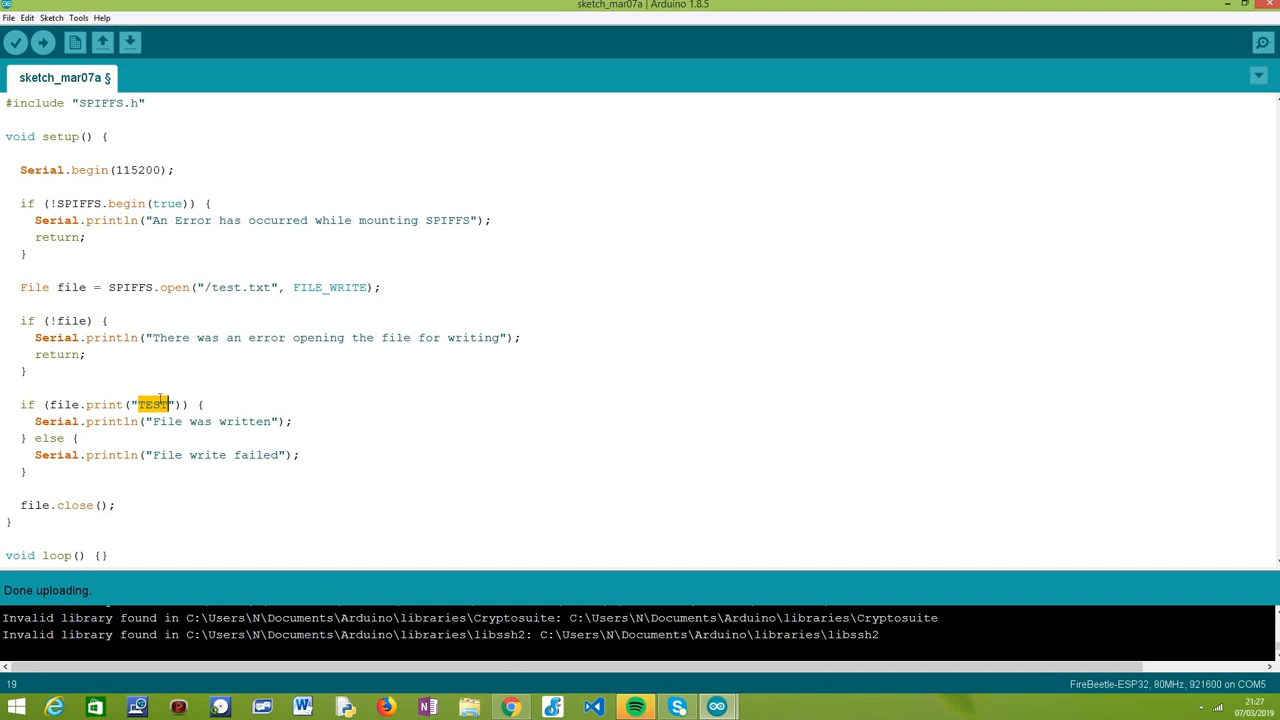 sketch_mar07a | Arduino 1.8.5
File Edit Sketch Tools Help
sketch_mar07a §
#include "SPIFFS.h"
void setup() {
Serial.begin(115200);
if (!SPIFFS.begin(true)) {
Serial.println("An Error has occurred while mounting SPIFFS");
return;
}
File file = SPIFFS.open("/test.txt", FILE_WRITE);
if (!file) {
Serial.println("There was an error opening the file for writing");
return;
}
if (file.print("TEST")) {
Serial.println("File was written");
} else {
Serial.println("File write failed");
}
file.close();
}
void loop() {}
Done uploading.
Invalid library found in C:\Users\N\Documents\Arduino\libraries\Cryptosuite: C:\Users\N\Documents\Arduino\libraries\Cryptosuite
Invalid library found in C:\Users\N\Documents\Arduino\libraries\libssh2: C:\Users\N\Documents\Arduino\libraries\libssh2
19
FireBeetle-ESP32, 80MHz, 921600 on COM5
21:27
07/03/2019